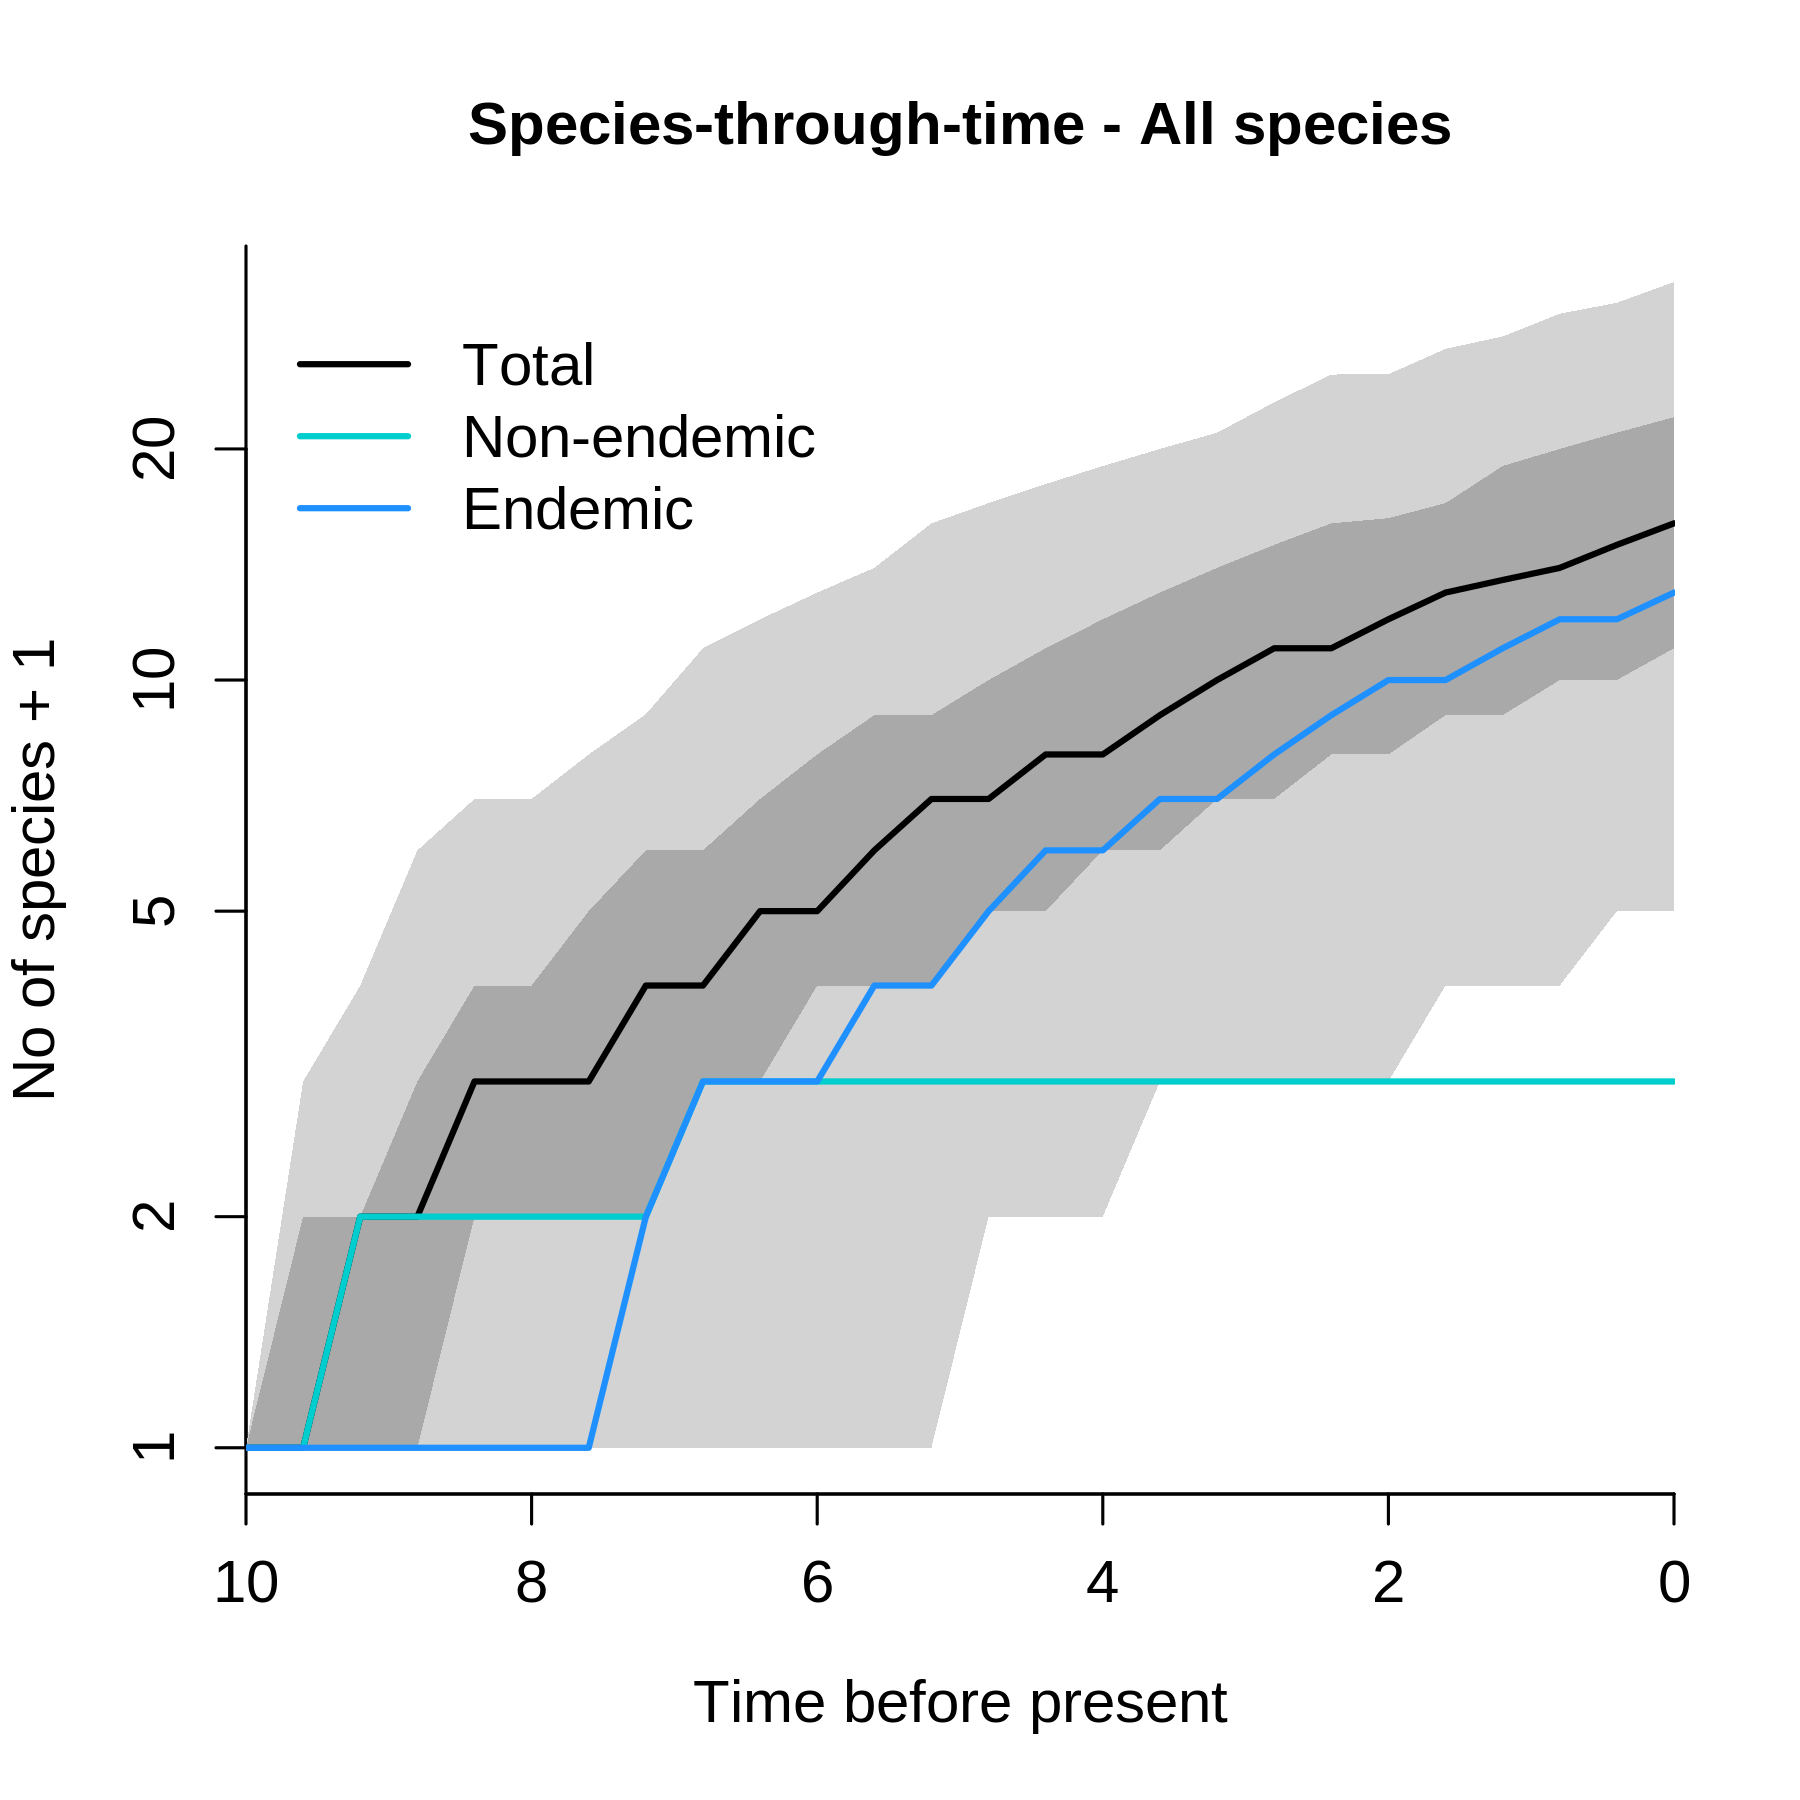 Species-through-time - All species
Total
Non-endemic
Endemic
No of species + 1
20
10
5
2
1
10 8 6 4 2 0
Time before present